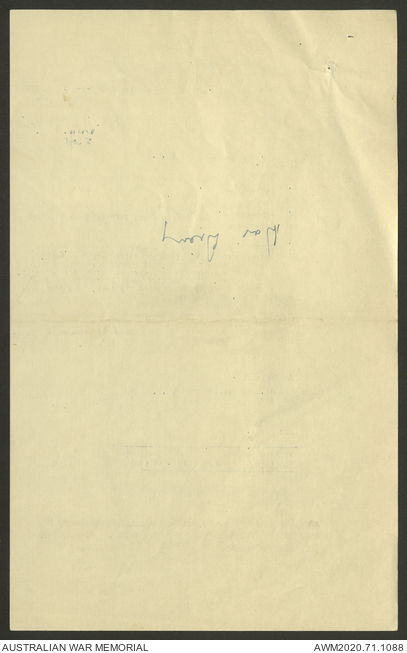 War Diary
AUSTRALIAN WAR MEMORIAL
AWM2020.71.1088